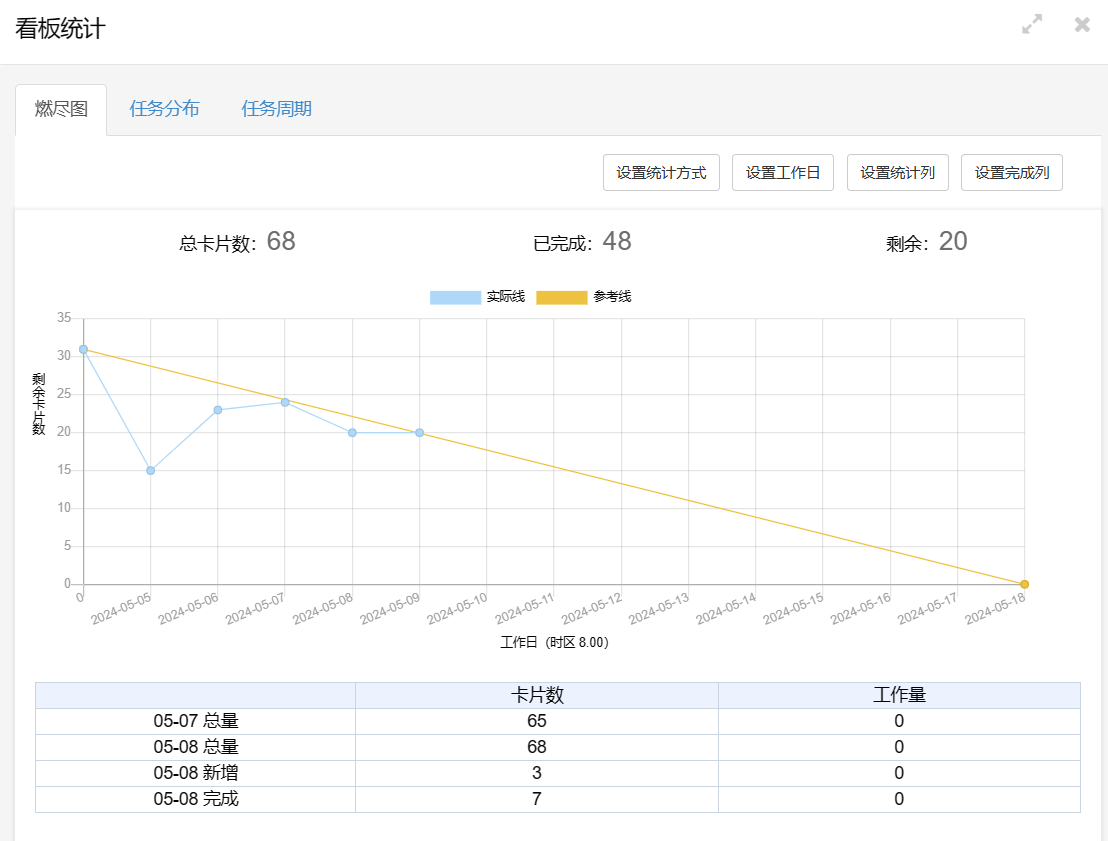 看板统计
燃尽图 任务分布 任务周期
设置统计方式 设置工作日 设置统计列 设置完成列
总卡片数：68 已完成：48 剩余：20
实际线 参考线
剩余卡片数
35
30
25
20
15
10
5
0
0 2024-05-05 2024-05-06 2024-05-07 2024-05-08 2024-05-09 2024-05-10 2024-05-11 2024-05-12 2024-05-13 2024-05-14 2024-05-15 2024-05-16 2024-05-17 2024-05-18
工作日（时区 8.00）
卡片数 工作量
05-07 总量 65 0
05-08 总量 68 0
05-08 新增 3 0
05-08 完成 7 0